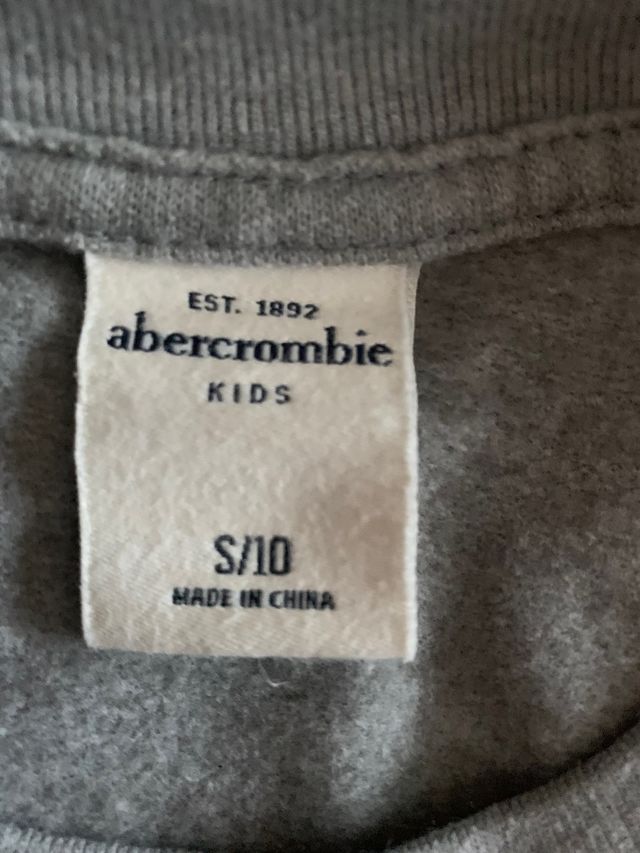 EST. 1892
abercrombie
KIDS
S/10
MADE IN CHINA